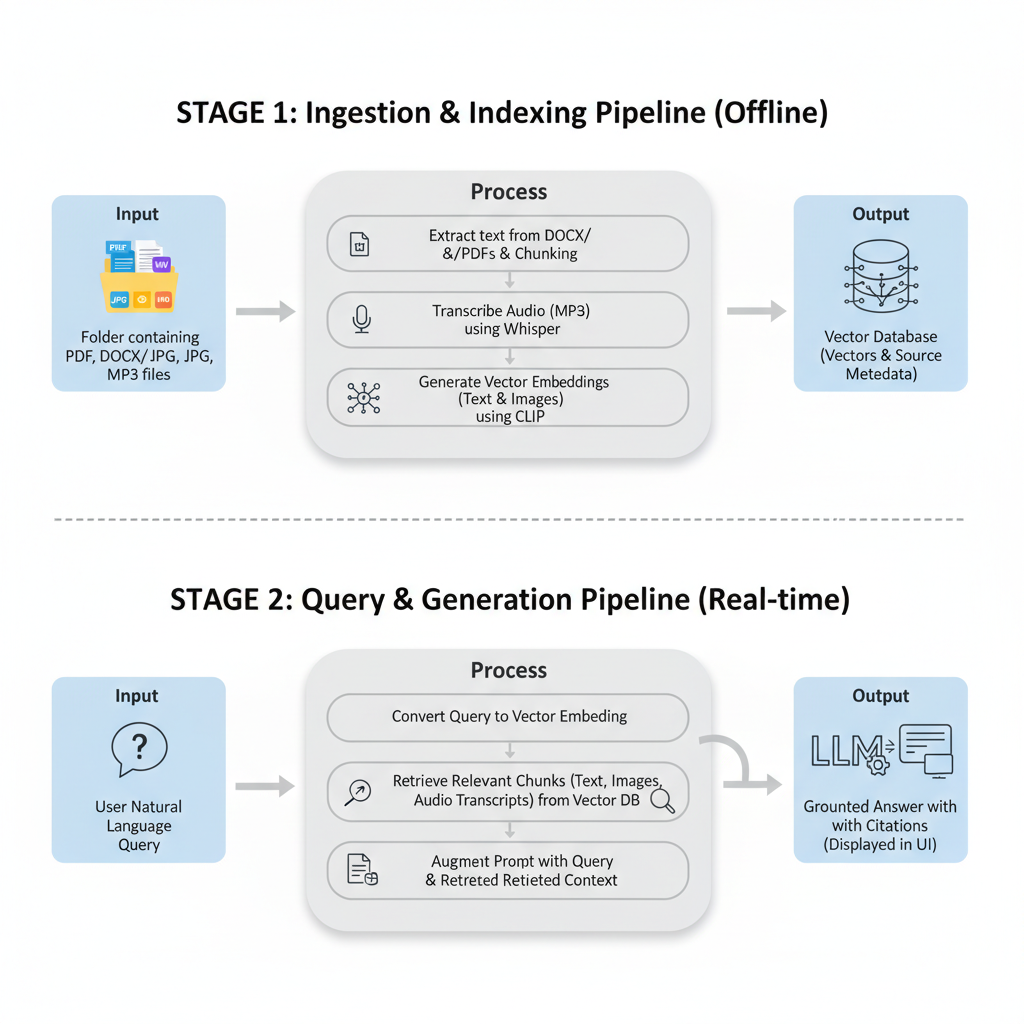 STAGE 1: Ingestion & Indexing Pipeline (Offline)
Input
PRF
WV
JPG
Folder containing
PDF, DOCX/ JPG, JPG,
MP3 files
Process
Extract text from DOCX/
&/PDFs & Chunking
Transcribe Audio (MP3)
using Whisper
Generate Vector Embeddings
(Text & Images)
using CLIP
Output
Vector Database
(Vectors & Source
Metedata)
STAGE 2: Query & Generation Pipeline (Real-time)
Input
?
User Natural
Language
Query
Process
Convert Query to Vector Embeding
Retrieve Relevant Chunks (Text, Images,
Audio Transcripts) from Vector DB
Augment Prompt with Query
& Retreted Retieted Context
Output
LLM
Grounted Answer with
with Citations
(Displayed in UI)